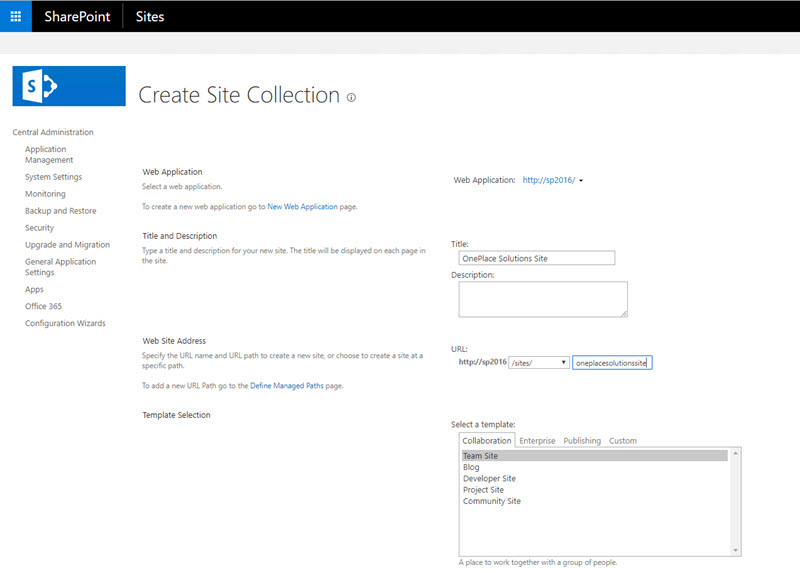 SharePoint Sites
S
Create Site Collection
Central Administration
Application
Management
System Settings
Monitoring
Backup and Restore
Security
Upgrade and Migration
General Application
Settings
Apps
Office 365
Configuration Wizards
Web Application
Select a web application.
To create a new web application go to New Web Application page.
Web Application: http://sp2016/
Title and Description
Type a title and description for your new site. The title will be displayed on each page in
the site.
Title:
OnePlace Solutions Site
Description:
Web Site Address
Specify the URL name and URL path to create a new site, or choose to create a site at a
specific path.
To add a new URL Path go to the Define Managed Paths page.
URL:
http://sp2016 /sites/ oneplacesolutionssite
Template Selection
Select a template:
Collaboration Enterprise Publishing Custom
Team Site
Blog
Developer Site
Project Site
Community Site
A place to work together with a group of people.